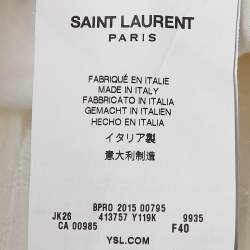 SAINT LAURENT
PARIS
FABRIQUÉ EN ITALIE
MADE IN ITALY
FABBRICATO IN ITALIA
GEMACHT IN ITALIEN
HECHO EN ITALIA
イタリア製
意大利制造
BPRO 2015 00795
JK26 413757 Y119K 9935
CA 00985 F40
YSL.COM